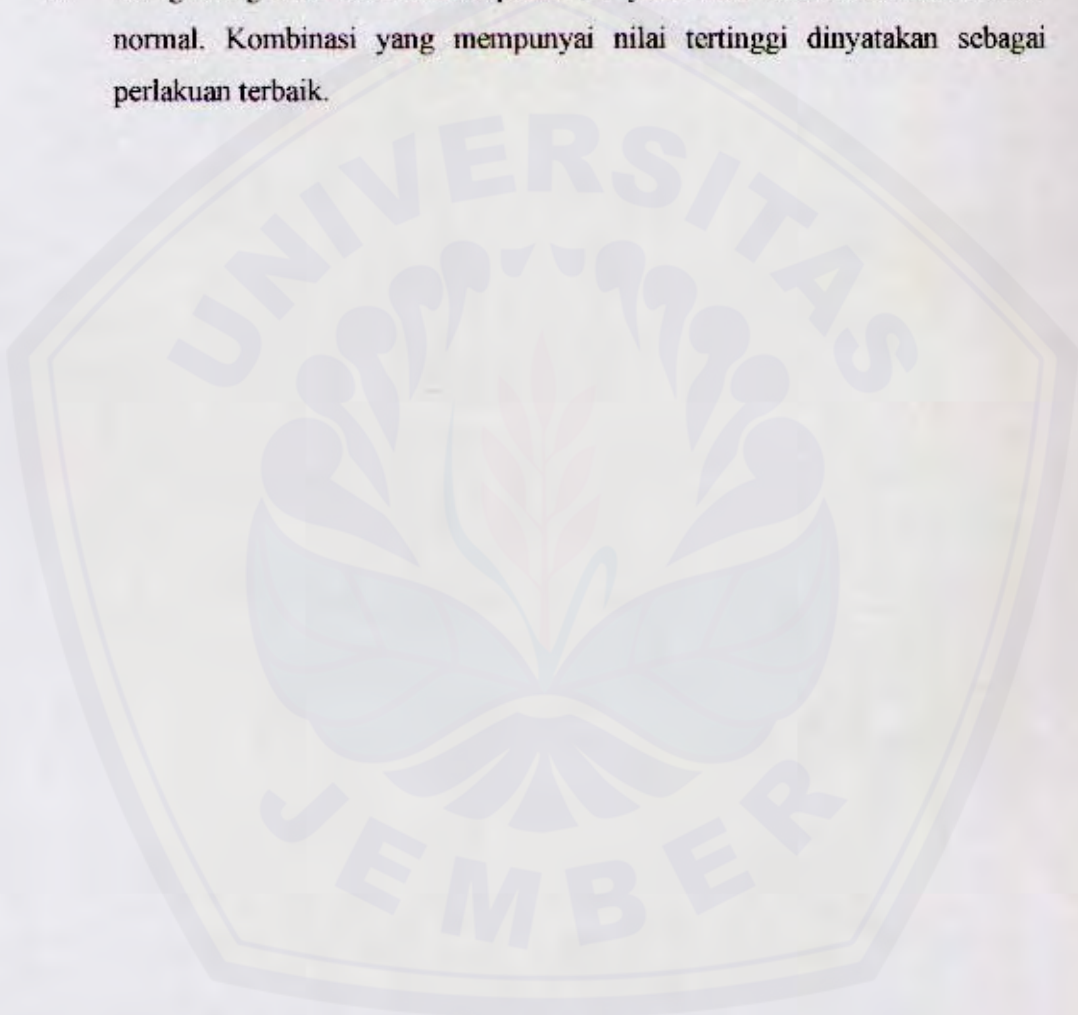 normal. Kombinasi yang mempunyai nilai tertinggi dinyatakan sebagai
perlakuan terbaik.
UNIVERSITAS
JEMBER